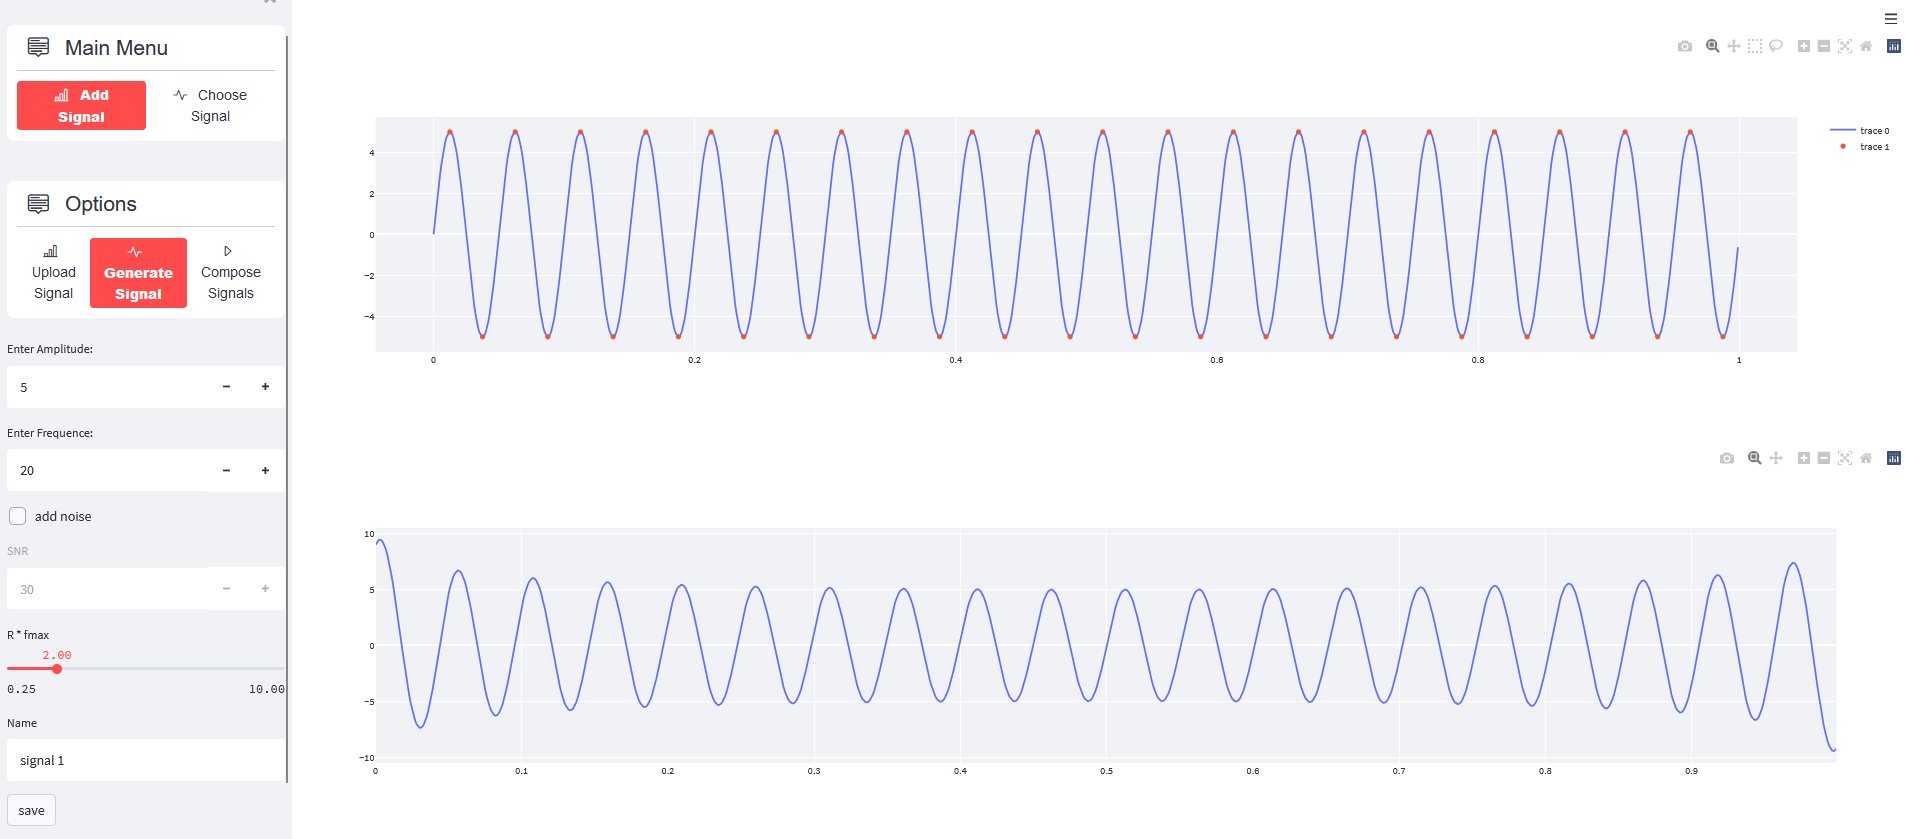 Main Menu
Add
Signal
Choose
Signal
Options
Upload
Signal
Generate
Signal
Compose
Signals
Enter Amplitude:
5
Enter Frequence:
20
add noise
SNR
30
R * fmax
2.00
0.25
10.00
Name
signal 1
save
4
2
0
−2
−4
0
0.2
0.4
0.6
0.8
1
trace 0
trace 1
10
5
0
−5
−10
0
0.1
0.2
0.3
0.4
0.5
0.6
0.7
0.8
0.9